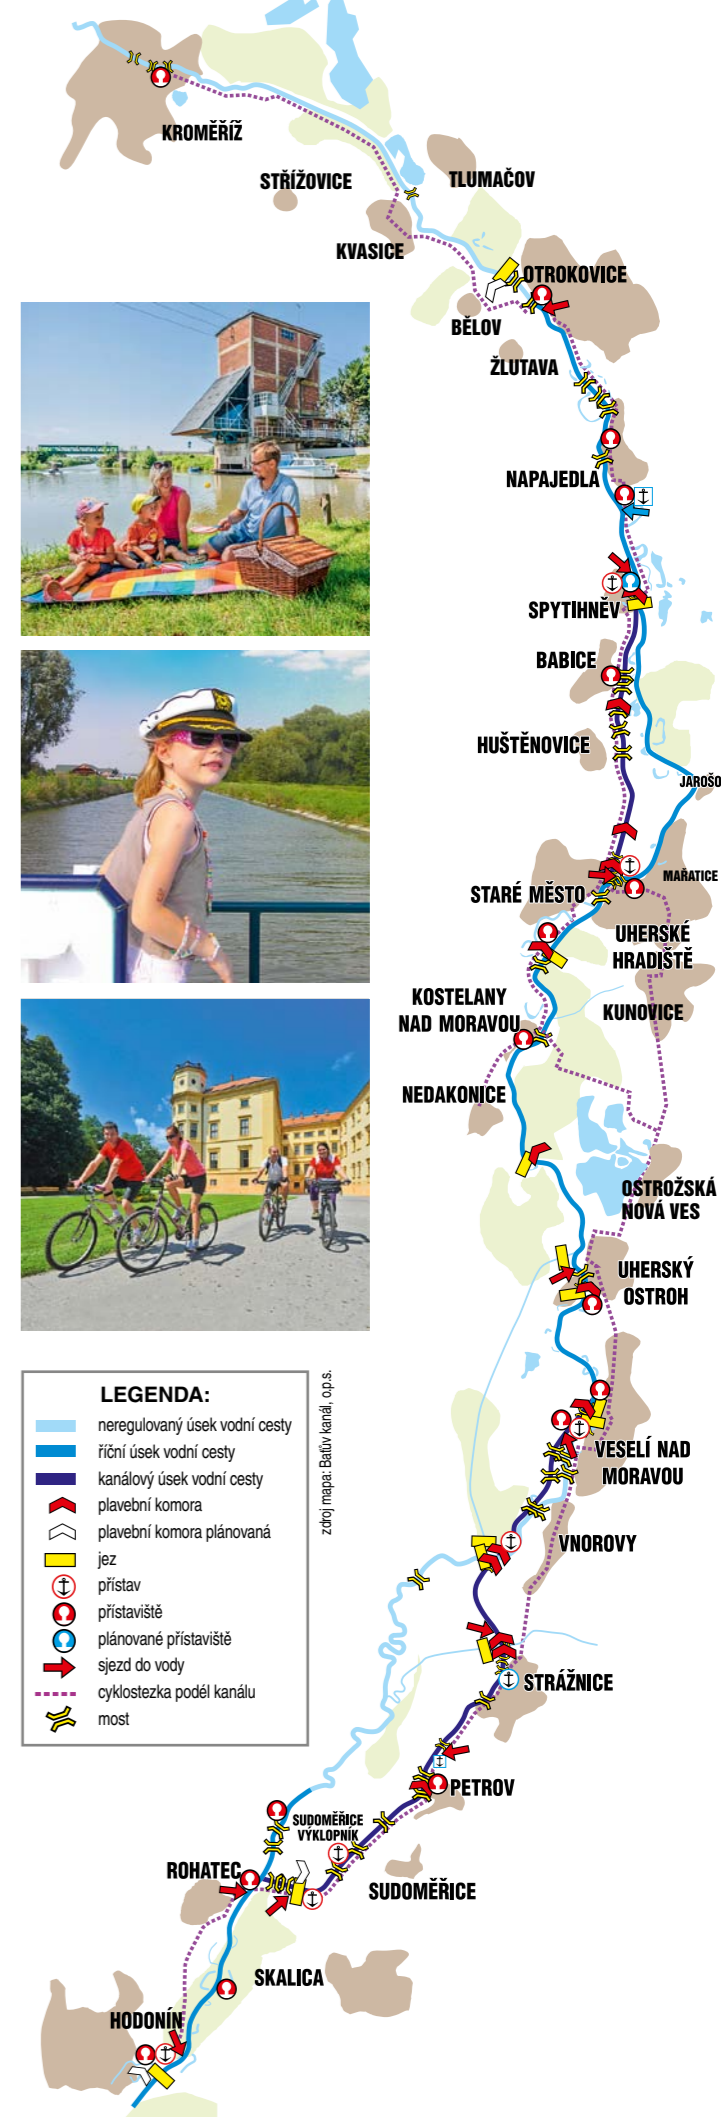 KROMĚŘÍŽ
STŘÍŽOVICE
TLUMAČOV
KVASICE
OTROKOVICE
BĚLOV
ŽLUTAVA
NAPAJEDLA
SPYTIHNĚV
BABICE
HUŠTĚNOVICE
JAROŠO
MAŘATICE
STARÉ MĚSTO
UHERSKÉ
HRADIŠTĚ
KOSTELANY
NAD MORAVOU
KUNOVICE
NEDAKONICE
OSTROŽSKÁ
NOVÁ VES
UHERSKÝ
OSTROH
VESELÍ NAD
MORAVOU
VNOROVY
STRÁŽNICE
PETROV
SUDOMĚŘICE
VÝKLOPNÍK
ROHATEC
SUDOMĚŘICE
SKALICA
HODONÍN
LEGENDA:
neregulovaný úsek vodní cesty
říční úsek vodní cesty
kanálový úsek vodní cesty
plavební komora
plavební komora plánovaná
jez
přístav
přístaviště
plánované přístaviště
sjezd do vody
cyklostezka podél kanálu
most
zdroj mapa: Baťův kanál, o.p.s.